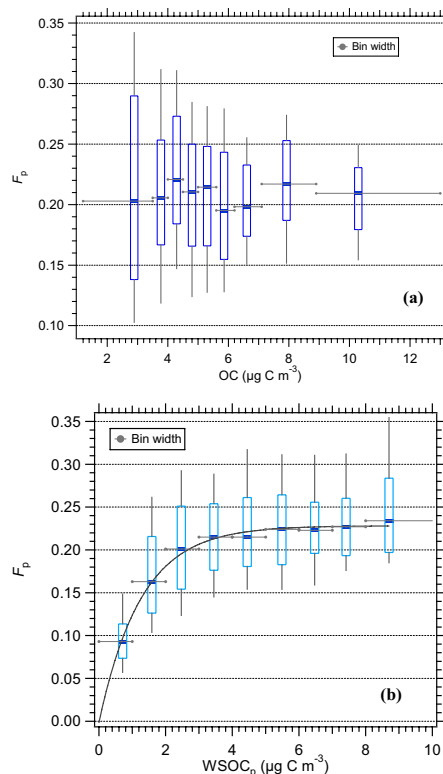 0.35
0.30
0.25
0.20
0.15
0.10
Fp
Bin width
(a)
2 4 6 8 10 12
OC (µg C m⁻³)
0.35
0.30
0.25
0.20
0.15
0.10
0.05
0.00
Fp
Bin width
(b)
0 2 4 6 8 10
WSOCp (µg C m⁻³)